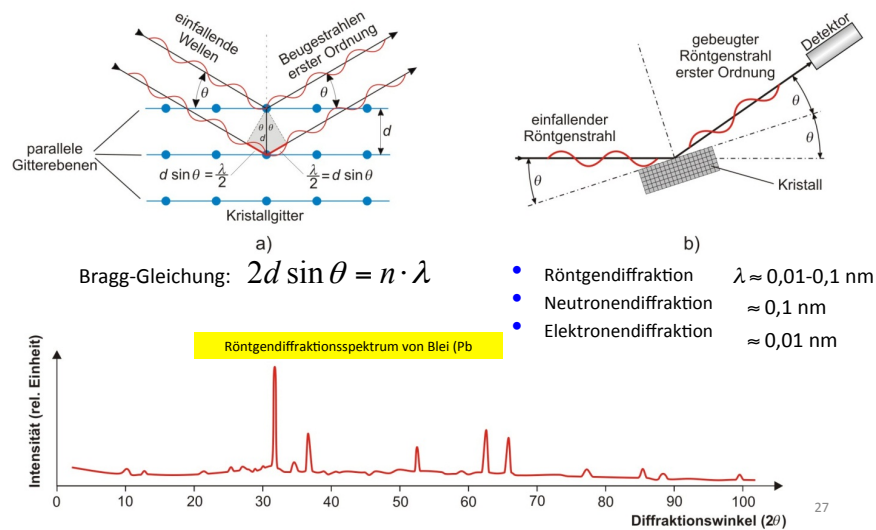 einfallende
Wellen
Beugestrahlen
erster Ordnung
θ
θ
θ θ
d
d
parallele
Gitterebenen
d sin θ = λ/2
λ/2 = d sin θ
Kristallgitter
a)
Detektor
gebeugter
Röntgenstrahl
erster Ordnung
einfallender
Röntgenstrahl
θ
θ
θ
Kristall
b)
Bragg-Gleichung: 2d sin θ = n · λ
• Röntgendiffraktion λ ≈ 0,01-0,1 nm
• Neutronendiffraktion ≈ 0,1 nm
• Elektronendiffraktion ≈ 0,01 nm
Röntgendiffraktionsspektrum von Blei (Pb
Intensität (rel. Einheit)
0 10 20 30 40 50 60 70 80 90 100
Diffraktionswinkel (2θ)
27